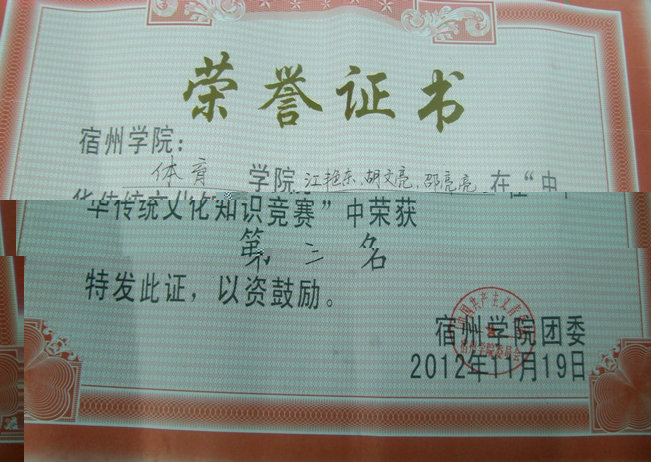 荣誉证书
宿州学院：
体育 学院 江艳东、胡文亮、邵亮亮 在“中
华传统文化知识竞赛”中荣获
第三名
特发此证，以资鼓励。
宿州学院团委
2012年11月19日